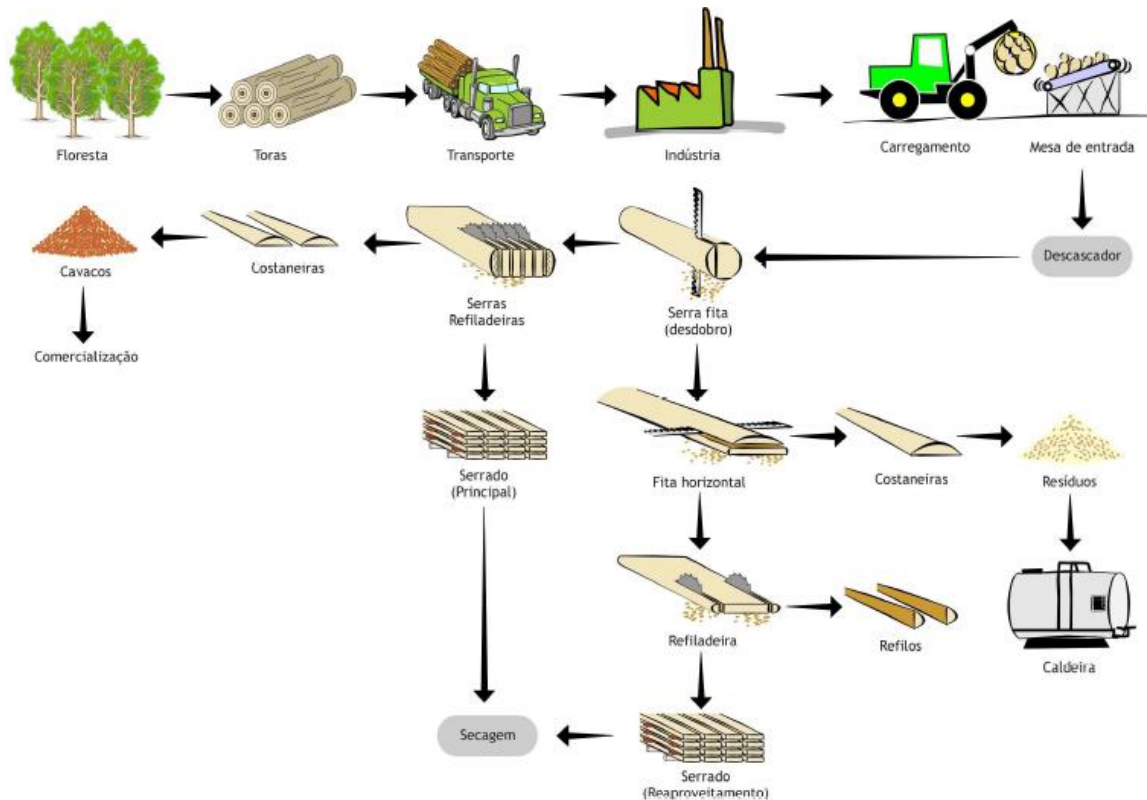 Floresta
Toras
Transporte
Indústria
Carregamento
Mesa de entrada
Cavacos
Costaneiras
Serras
Refiladeiras
Serra fita
(desdobro)
Descascador
Comercialização
Serrado
(Principal)
Fita horizontal
Costaneiras
Resíduos
Refiladeira
Refilos
Caldeira
Secagem
Serrado
(Reaproveitamento)